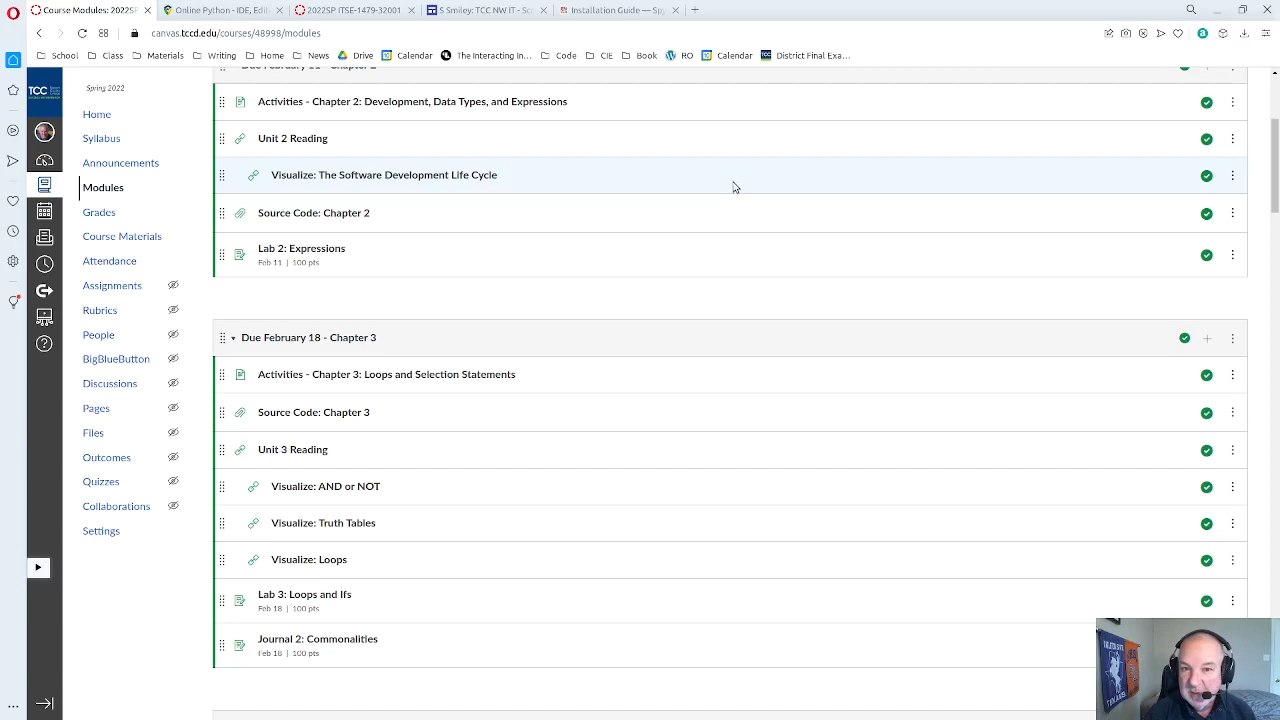 Course Modules: 2022SP
Online Python - IDE, Edit
2022SP ITSE-1479-32001
S Smiley: TCC NW IT - Sc
Installation Guide — Spy
canvas.tccd.edu/courses/48998/modules
School
Class
Materials
Writing
Home
News
Drive
Calendar
The Interacting In...
Code
CIE
Book
RO
Calendar
District Final Exa...
TCC
Spring 2022
Home
Syllabus
Announcements
Modules
Grades
Course Materials
Attendance
Assignments
Rubrics
People
BigBlueButton
Discussions
Pages
Files
Outcomes
Quizzes
Collaborations
Settings
Due February 11 - Chapter 2
Activities - Chapter 2: Development, Data Types, and Expressions
Unit 2 Reading
Visualize: The Software Development Life Cycle
Source Code: Chapter 2
Lab 2: Expressions
Feb 11 | 100 pts
Due February 18 - Chapter 3
Activities - Chapter 3: Loops and Selection Statements
Source Code: Chapter 3
Unit 3 Reading
Visualize: AND or NOT
Visualize: Truth Tables
Visualize: Loops
Lab 3: Loops and Ifs
Feb 18 | 100 pts
Journal 2: Commonalities
Feb 18 | 100 pts